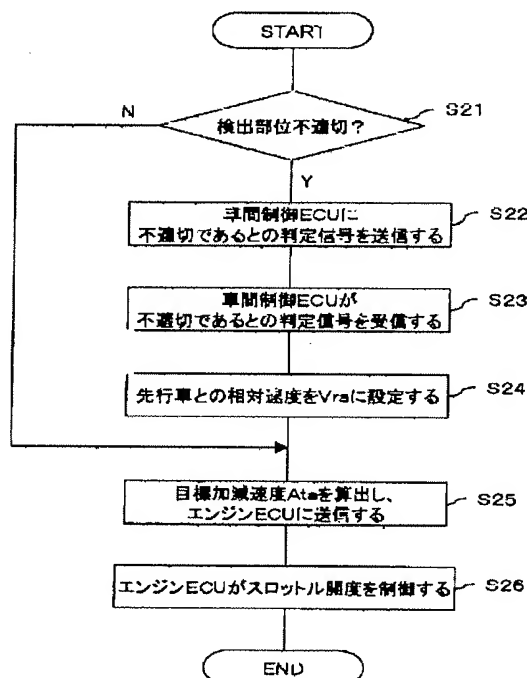 START
検出部位不適切？
S21
N
Y
車間制御ECUに
不適切であるとの判定信号を送信する
S22
車間制御ECUが
不適切であるとの判定信号を受信する
S23
先行車との相対速度をVrsに設定する
S24
目標加減速度Ataを算出し、
エンジンECUに送信する
S25
エンジンECUがスロットル開度を制御する
S26
END